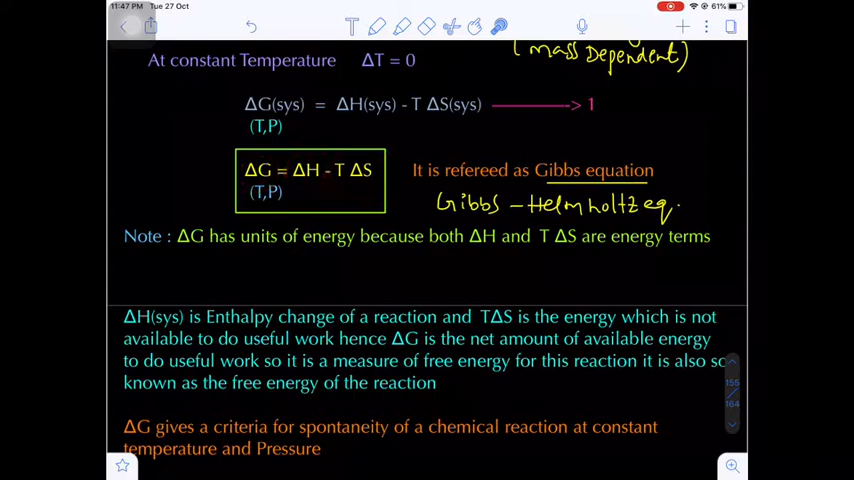 11:47 PM Tue 27 Oct
61%
(Mass Dependent)
At constant Temperature ΔT = 0
ΔG(sys) = ΔH(sys) - T ΔS(sys) ————> 1
(T,P)
ΔG = ΔH - T ΔS It is refereed as Gibbs equation
(T,P)
Gibbs - Helmholtz eq.
Note : ΔG has units of energy because both ΔH and T ΔS are energy terms
ΔH(sys) is Enthalpy change of a reaction and TΔS is the energy which is not
available to do useful work hence ΔG is the net amount of available energy
to do useful work so it is a measure of free energy for this reaction it is also so
known as the free energy of the reaction
155
/
164
ΔG gives a criteria for spontaneity of a chemical reaction at constant
temperature and Pressure